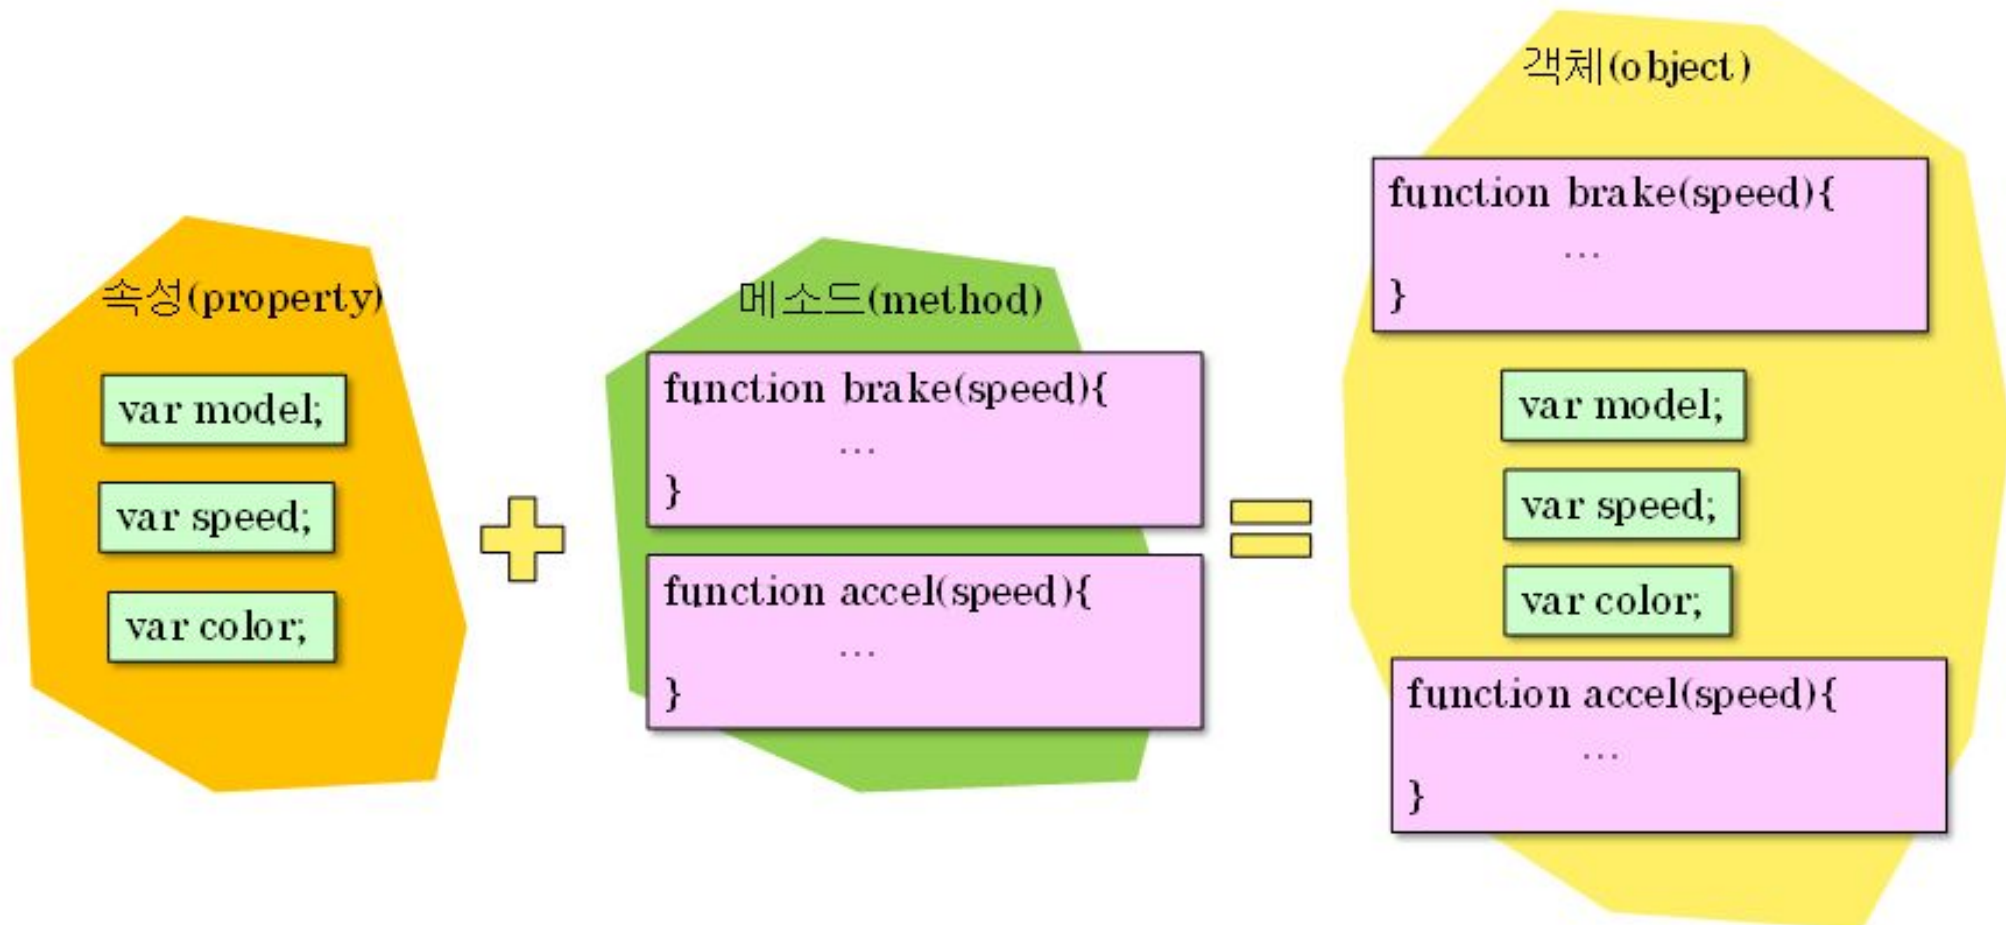 속성(property)
var model;
var speed;
var color;
메소드(method)
function brake(speed){
...
}
function accel(speed){
...
}
객체(object)
function brake(speed){
...
}
var model;
var speed;
var color;
function accel(speed){
...
}